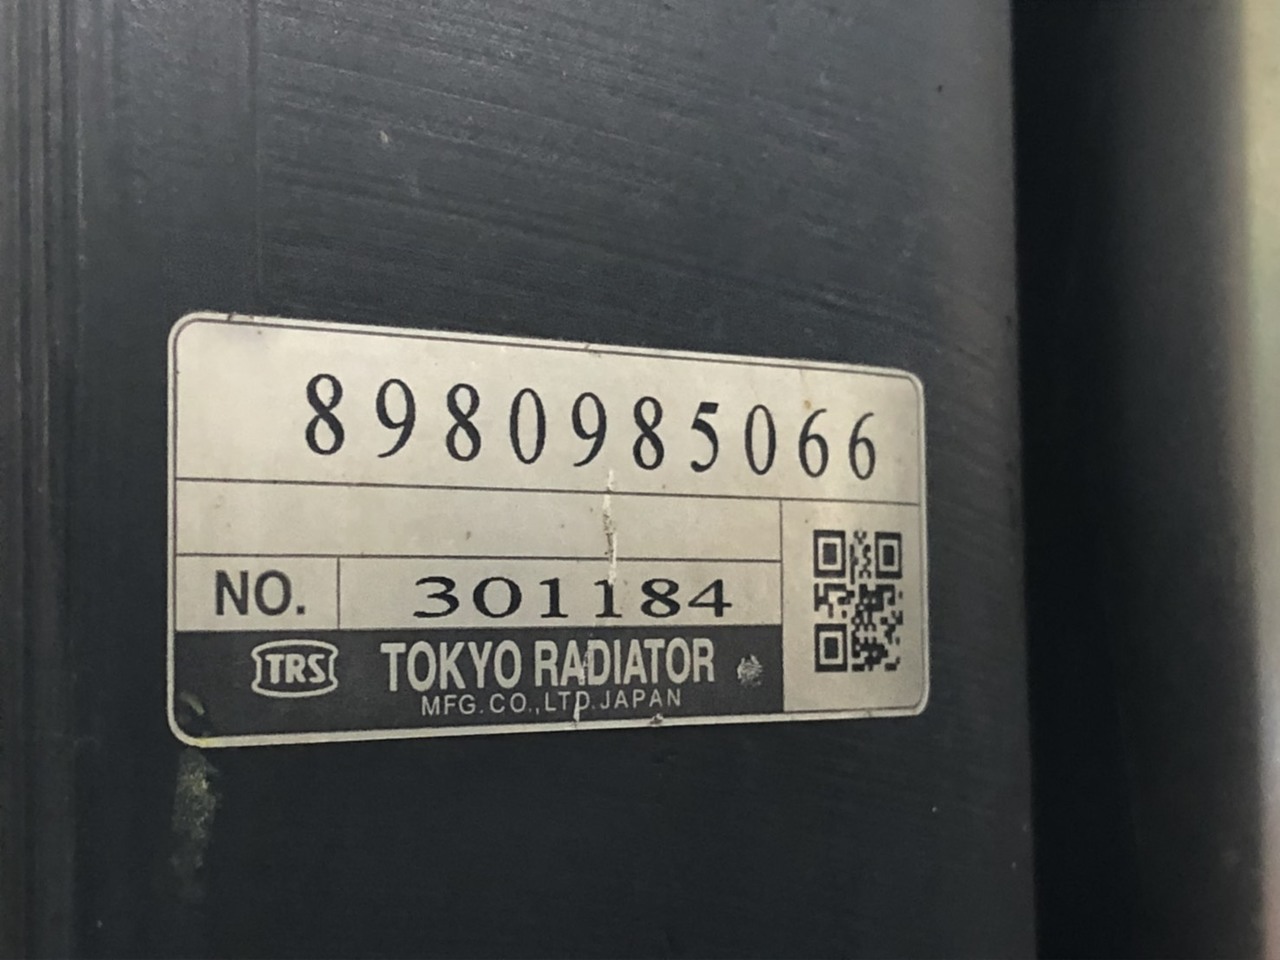 8980985066
NO. 301184
TRS TOKYO RADIATOR
MFG.CO.,LTD.JAPAN